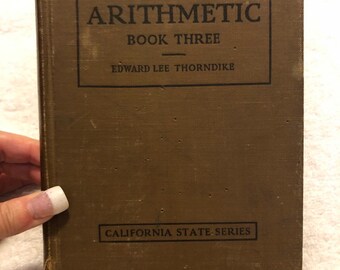 ARITHMETIC
BOOK THREE
EDWARD LEE THORNDIKE
CALIFORNIA STATE SERIES